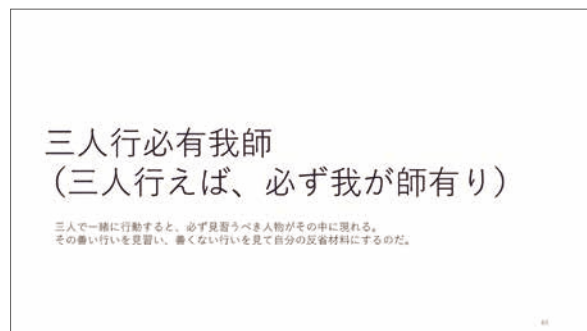 三人行必有我師
（三人行えば、必ず我が師有り）
三人で一緒に行動すると、必ず見習うべき人物がその中に現れる。
その善い行いを見習い、善くない行いを見て自分の反省材料にするのだ。